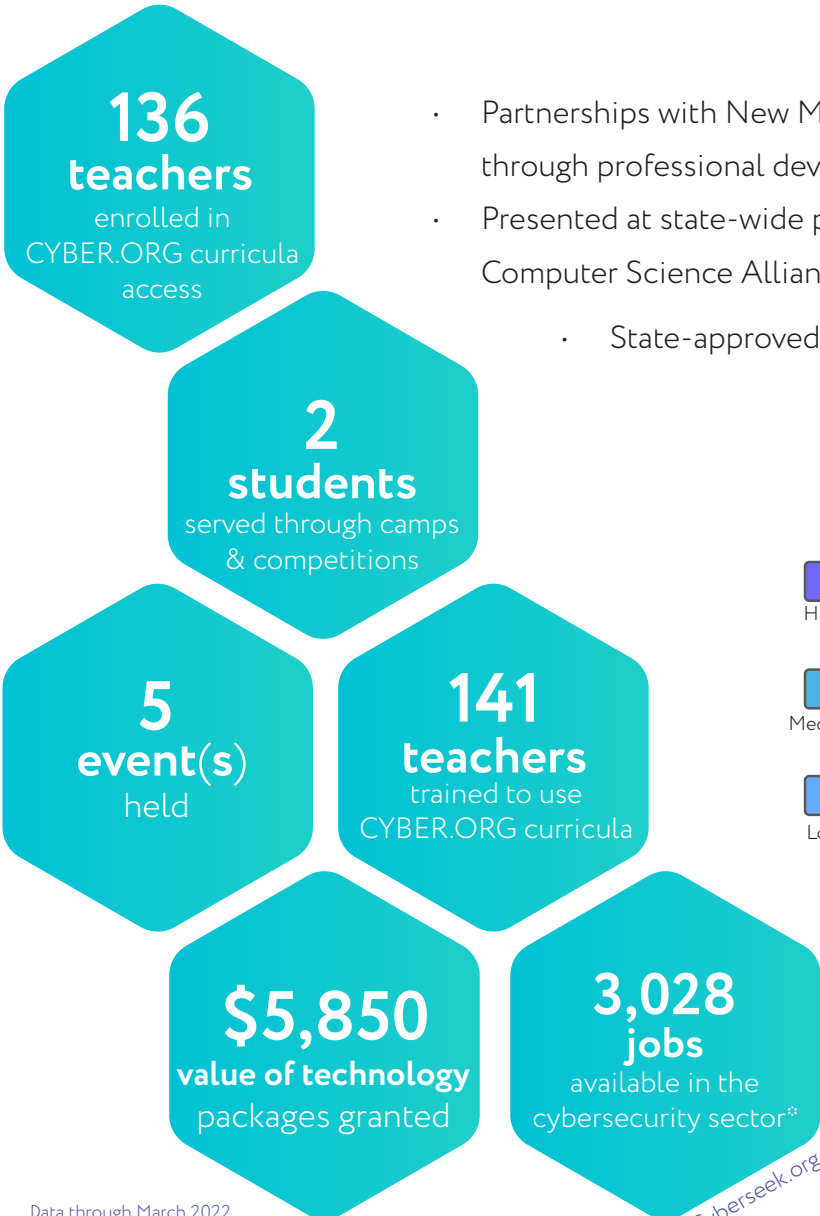 136
teachers
enrolled in
CYBER.ORG curricula
access
Partnerships with New
through professional
Presented at state-wide
Computer Science
State-approved
2
students
served through camps
& competitions
5
event(s)
held
141
teachers
trained to use
CYBER.ORG curricula
$5,850
value of technology
packages granted
3,028
jobs
available in the
cybersecurity sector*
Data through March 2022